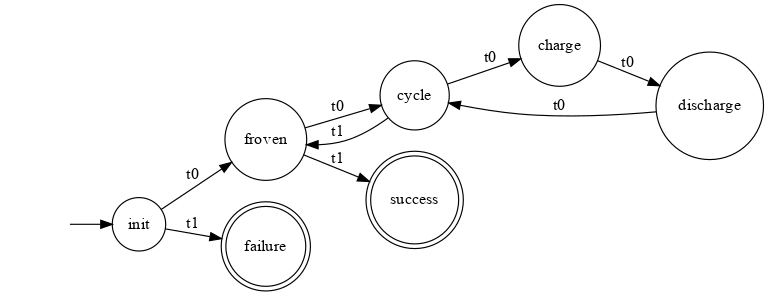 charge
t0
t0
cycle
discharge
t0
t0
froven
t1
t1
success
t0
init
t1
failure